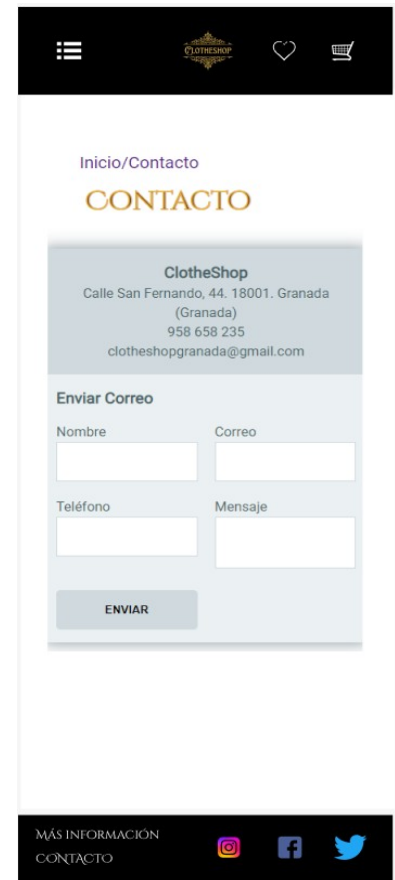 CLOTHESHOP
Inicio/Contacto
CONTACTO
ClotheShop
Calle San Fernando, 44. 18001. Granada
(Granada)
958 658 235
clotheshopgranada@gmail.com
Enviar Correo
Nombre Correo
Teléfono Mensaje
ENVIAR
MÁS INFORMACIÓN
CONTACTO